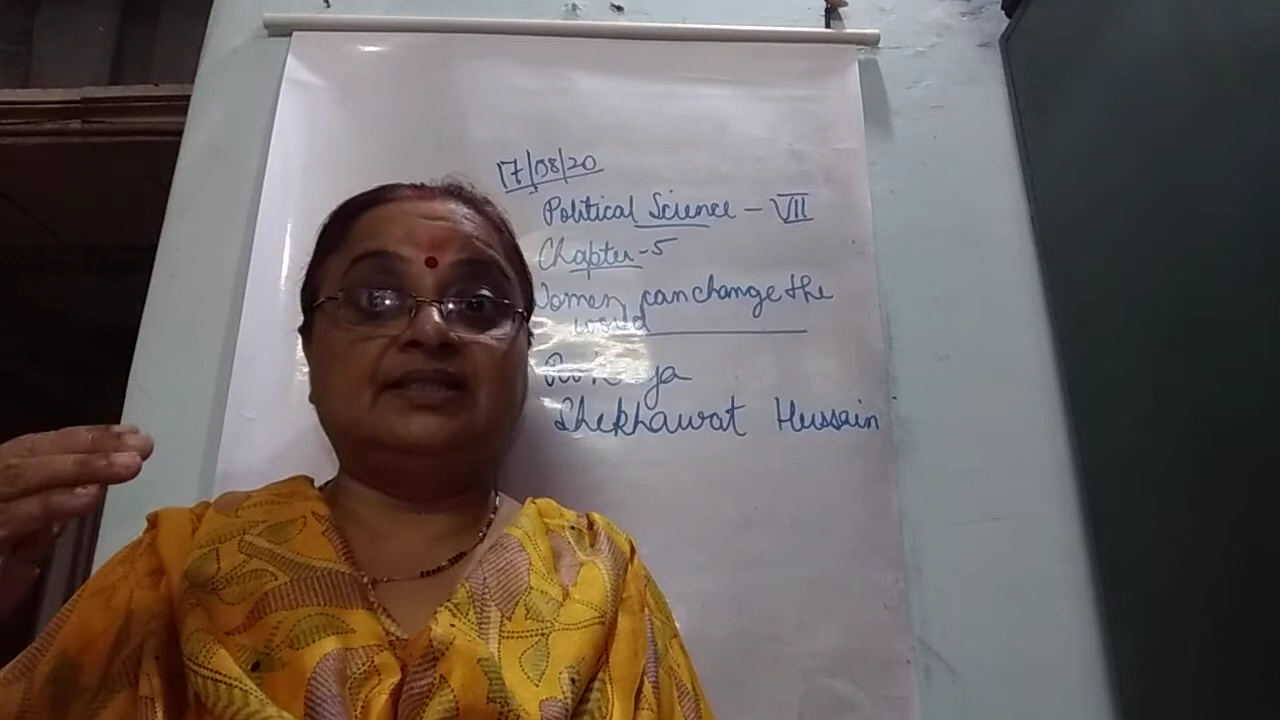 17/08/20
Political Science - VII
Chapter-5
Women can change the
world
Shekhawat Hussain